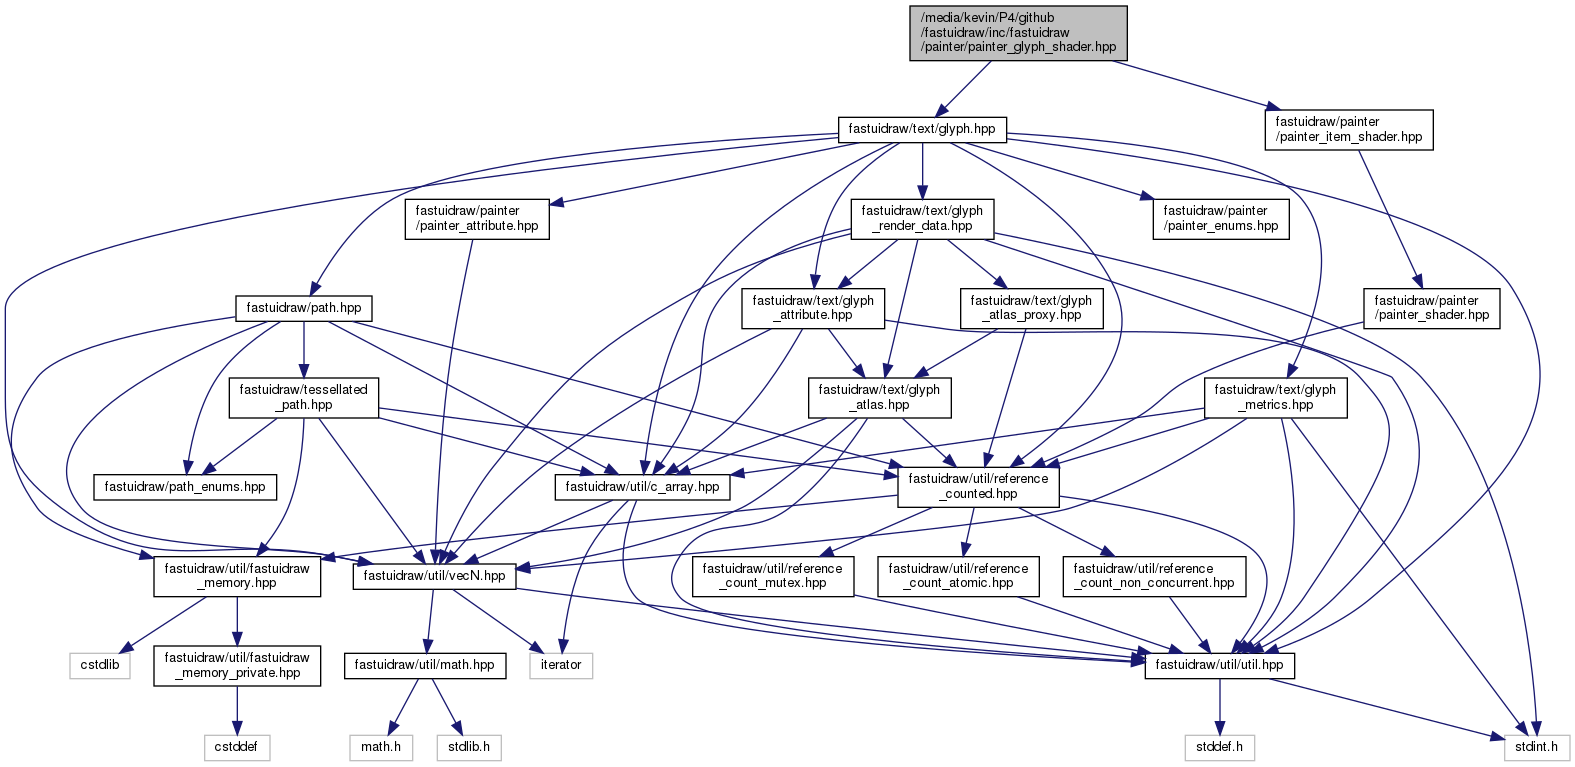 /media/kevin/P4/github
/fastuidraw/inc/fastuidraw
/painter/painter_glyph_shader.hpp
fastuidraw/text/glyph.hpp
fastuidraw/painter
/painter_item_shader.hpp
fastuidraw/painter
/painter_attribute.hpp
fastuidraw/text/glyph
_render_data.hpp
fastuidraw/painter
/painter_enums.hpp
fastuidraw/path.hpp
fastuidraw/text/glyph
_attribute.hpp
fastuidraw/text/glyph
_atlas_proxy.hpp
fastuidraw/painter
/painter_shader.hpp
fastuidraw/tessellated
_path.hpp
fastuidraw/text/glyph
_atlas.hpp
fastuidraw/text/glyph
_metrics.hpp
fastuidraw/path_enums.hpp
fastuidraw/util/c_array.hpp
fastuidraw/util/reference
_counted.hpp
fastuidraw/util/fastuidraw
_memory.hpp
fastuidraw/util/vecN.hpp
fastuidraw/util/reference
_count_mutex.hpp
fastuidraw/util/reference
_count_atomic.hpp
fastuidraw/util/reference
_count_non_concurrent.hpp
cstdlib
fastuidraw/util/fastuidraw
_memory_private.hpp
fastuidraw/util/math.hpp
iterator
fastuidraw/util/util.hpp
cstddef
math.h
stdlib.h
stddef.h
stdint.h